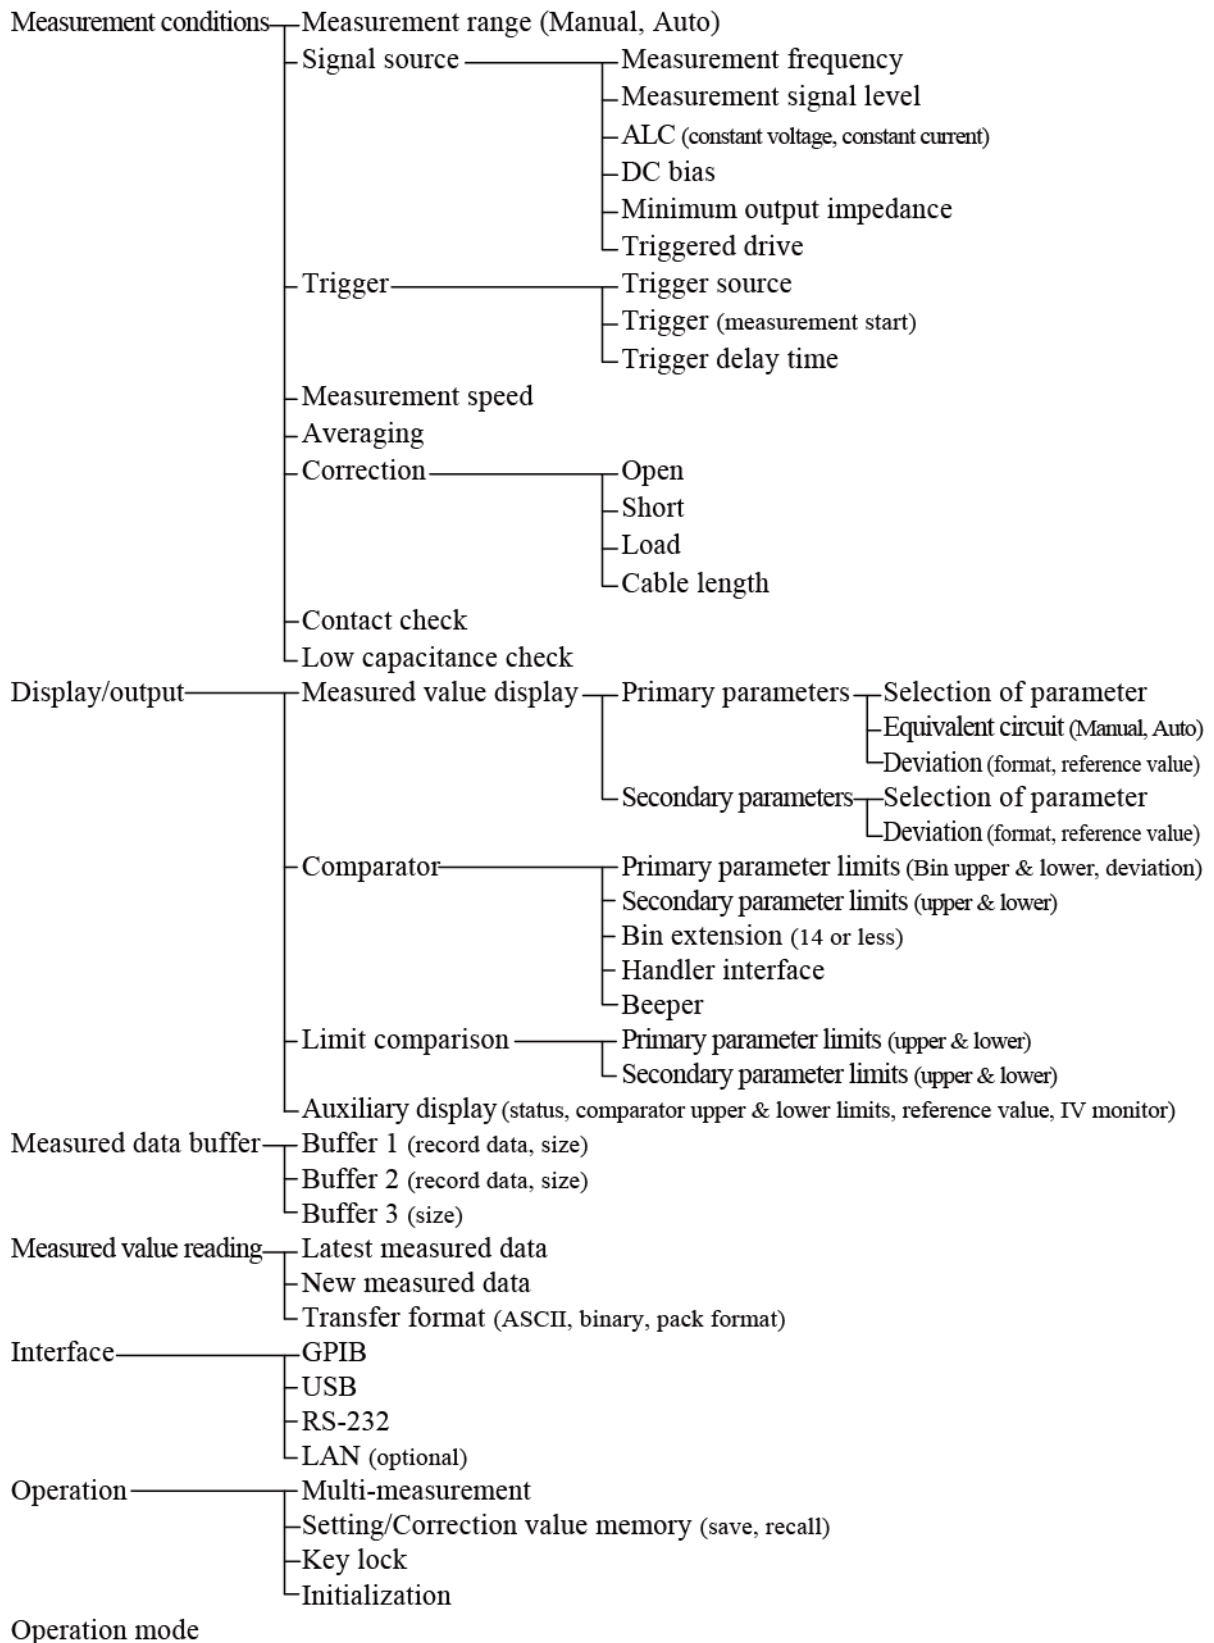 Measurement conditions Measurement range (Manual, Auto)
Signal source Measurement frequency
Measurement signal level
ALC (constant voltage, constant current)
DC bias
Minimum output impedance
Triggered drive
Trigger Trigger source
Trigger (measurement start)
Trigger delay time
Measurement speed
Averaging
Correction Open
Short
Load
Cable length
Contact check
Low capacitance check
Display/output Measured value display Primary parameters Selection of parameter
Equivalent circuit (Manual, Auto)
Deviation (format, reference value)
Secondary parameters Selection of parameter
Deviation (format, reference value)
Comparator Primary parameter limits (Bin upper & lower, deviation)
Secondary parameter limits (upper & lower)
Bin extension (14 or less)
Handler interface
Beeper
Limit comparison Primary parameter limits (upper & lower)
Secondary parameter limits (upper & lower)
Auxiliary display (status, comparator upper & lower limits, reference value, IV monitor)
Measured data buffer Buffer 1 (record data, size)
Buffer 2 (record data, size)
Buffer 3 (size)
Measured value reading Latest measured data
New measured data
Transfer format (ASCII, binary, pack format)
Interface GPIB
USB
RS-232
LAN (optional)
Operation Multi-measurement
Setting/Correction value memory (save, recall)
Key lock
Initialization
Operation mode